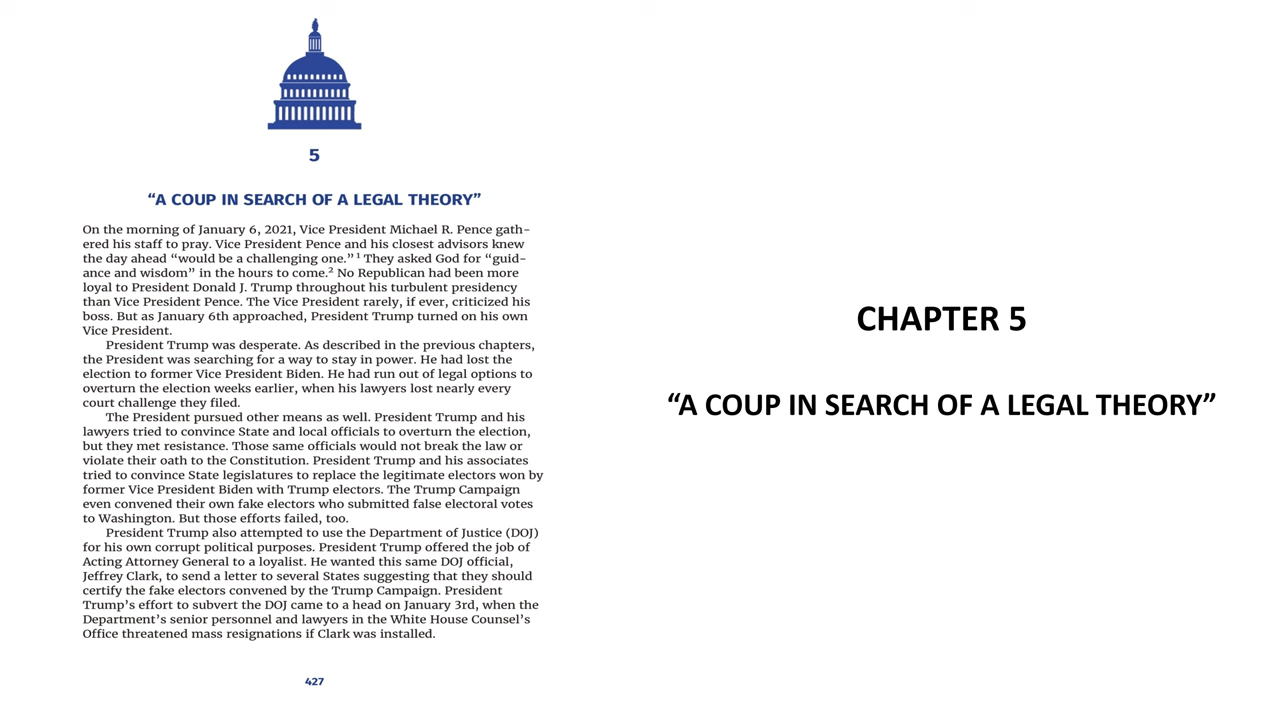 5
“A COUP IN SEARCH OF A LEGAL THEORY”
On the morning of January 6, 2021, Vice President Michael R. Pence gath-
ered his staff to pray. Vice President Pence and his closest advisors knew
the day ahead “would be a challenging one.”¹ They asked God for “guid-
ance and wisdom” in the hours to come.² No Republican had been more
loyal to President Donald J. Trump throughout his turbulent presidency
than Vice President Pence. The Vice President rarely, if ever, criticized his
boss. But as January 6th approached, President Trump turned on his own
Vice President.
President Trump was desperate. As described in the previous chapters,
the President was searching for a way to stay in power. He had lost the
election to former Vice President Biden. He had run out of legal options to
overturn the election weeks earlier, when his lawyers lost nearly every
court challenge they filed.
The President pursued other means as well. President Trump and his
lawyers tried to convince State and local officials to overturn the election,
but they met resistance. Those same officials would not break the law or
violate their oath to the Constitution. President Trump and his associates
tried to convince State legislatures to replace the legitimate electors won by
former Vice President Biden with Trump electors. The Trump Campaign
even convened their own fake electors who submitted false electoral votes
to Washington. But those efforts failed, too.
President Trump also attempted to use the Department of Justice (DOJ)
for his own corrupt political purposes. President Trump offered the job of
Acting Attorney General to a loyalist. He wanted this same DOJ official,
Jeffrey Clark, to send a letter to several States suggesting that they should
certify the fake electors convened by the Trump Campaign. President
Trump’s effort to subvert the DOJ came to a head on January 3rd, when the
Department’s senior personnel and lawyers in the White House Counsel’s
Office threatened mass resignations if Clark was installed.
427
CHAPTER 5
“A COUP IN SEARCH OF A LEGAL THEORY”